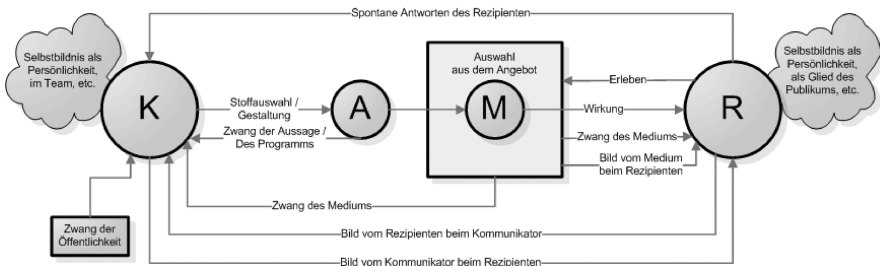 Spontane Antworten des Rezipienten
Selbstbildnis als
Persönlichkeit,
im Team, etc.
K
Stoffauswahl /
Gestaltung
Zwang der Aussage /
Des Programms
A
Auswahl
aus dem Angebot
M
Erleben
Wirkung
Zwang des Mediums
Bild vom Medium
beim Rezipienten
R
Selbstbildnis als
Persönlichkeit,
als Glied des
Publikums, etc.
Zwang des Mediums
Zwang der
Öffentlichkeit
Bild vom Rezipienten beim Kommunikator
Bild vom Kommunikator beim Rezipienten